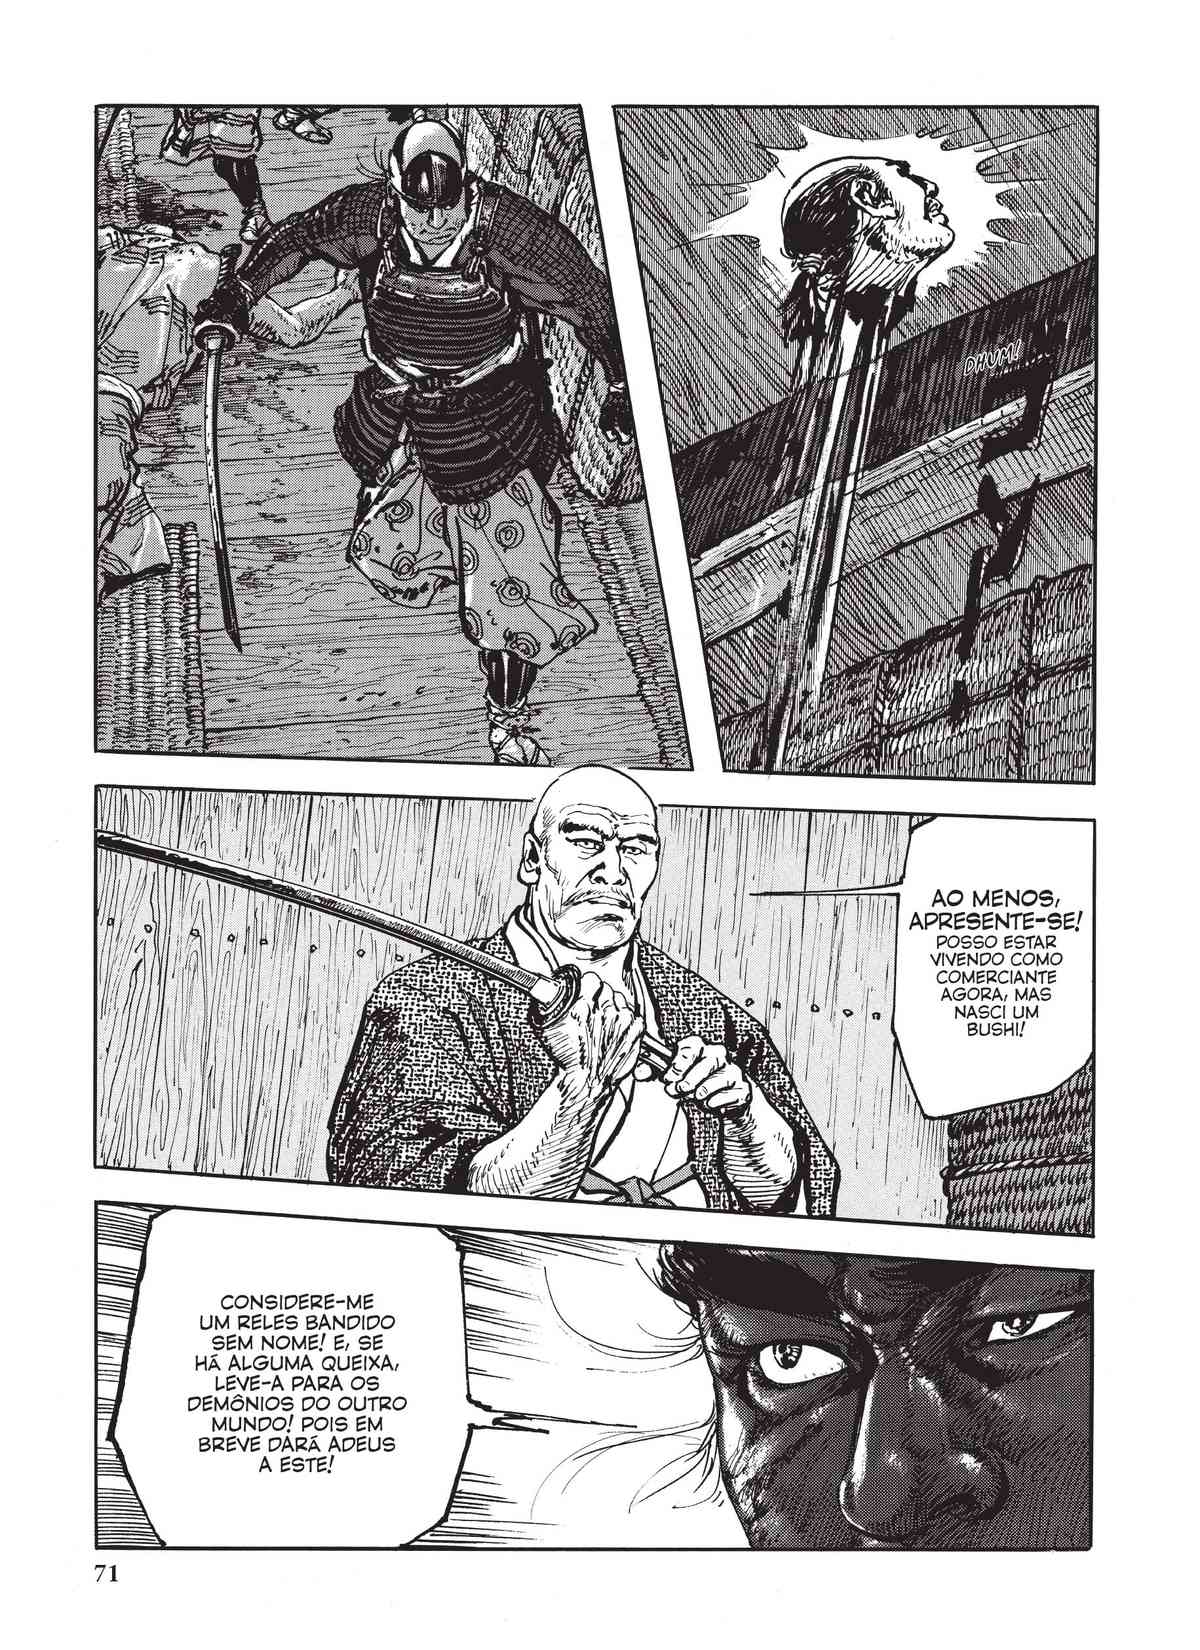 DHUM!
AO MENOS,
APRESENTE-SE!
POSSO ESTAR
VIVENDO COMO
COMERCIANTE
AGORA, MAS
NASCI UM
BUSHI!
CONSIDERE-ME
UM RELES BANDIDO
SEM NOME! E, SE
HÁ ALGUMA QUEIXA,
LEVE-A PARA OS
DEMÔNIOS DO OUTRO
MUNDO! POIS EM
BREVE DARÁ ADEUS
A ESTE!
71